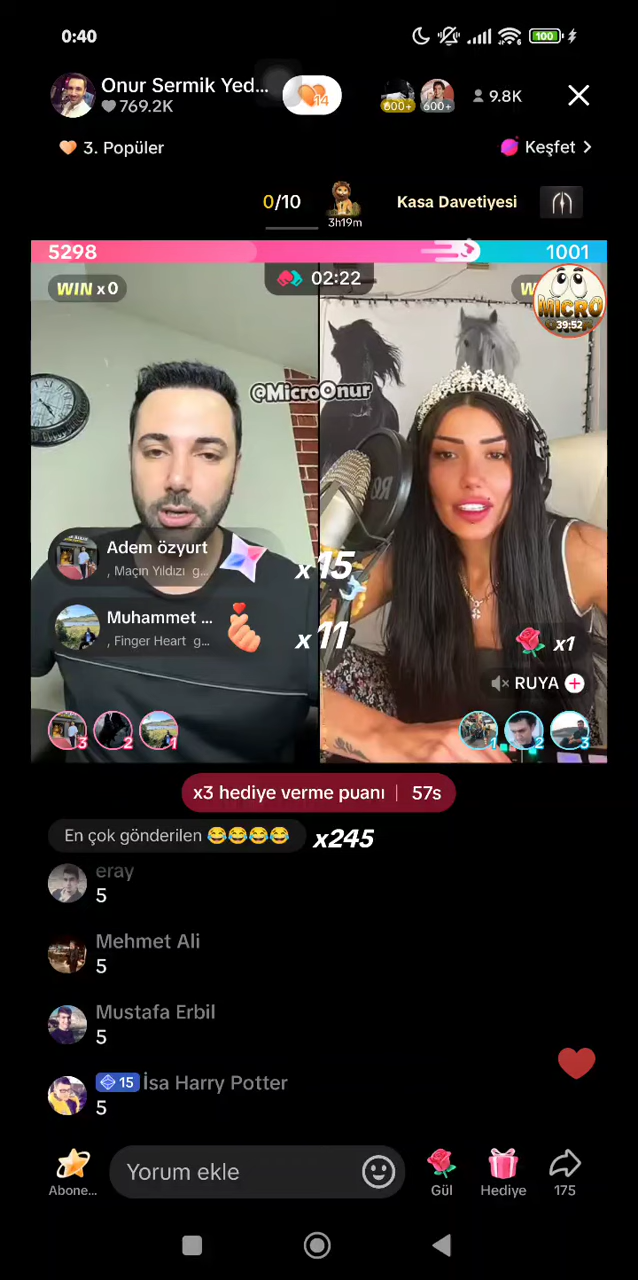 0:40
100
Onur Sermik Yed...
769.2K
14
600+
600+
9.8K
3. Popüler
Keşfet
0/10
3h19m
Kasa Davetiyesi
5298
1001
WIN x0
02:22
MICRO
39:52
@MicroOnur
Adem özyurt
, Maçın Yıldızı g...
x15
Muhammet ...
, Finger Heart g...
x11
x1
RUYA
3
2
1
1
2
3
x3 hediye verme puanı | 57s
En çok gönderilen 😂😂😂😂
x245
eray
5
Mehmet Ali
5
Mustafa Erbil
5
15 İsa Harry Potter
5
Yorum ekle
Abone...
Gül
Hediye
175